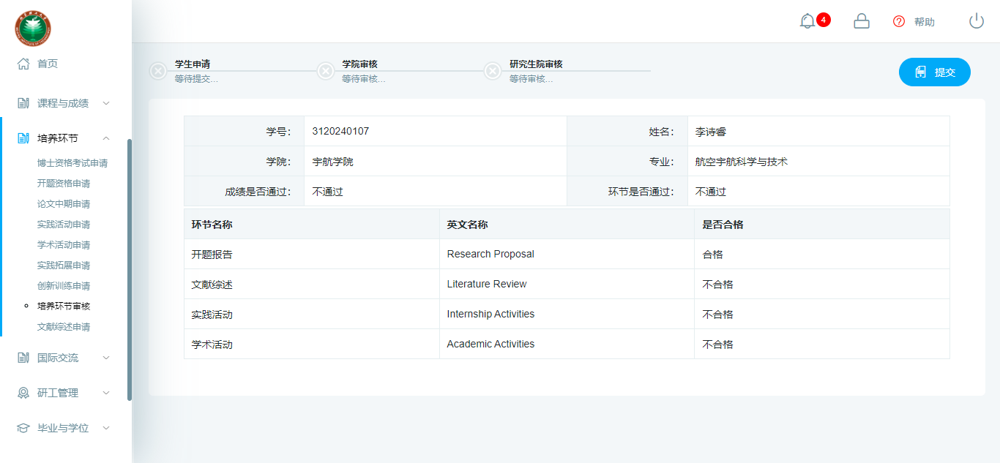 4
帮助
首页
课程与成绩
培养环节
博士资格考试申请
开题资格申请
论文中期申请
实践活动申请
学术活动申请
实践拓展申请
创新训练申请
培养环节审核
文献综述申请
国际交流
研工管理
毕业与学位
学生申请
等待提交...
学院审核
等待审核...
研究生院审核
等待审核...
提交
学号： 3120240107 姓名： 李诗睿
学院： 宇航学院 专业： 航空宇航科学与技术
成绩是否通过： 不通过 环节是否通过： 不通过
环节名称 英文名称 是否合格
开题报告 Research Proposal 合格
文献综述 Literature Review 不合格
实践活动 Internship Activities 不合格
学术活动 Academic Activities 不合格